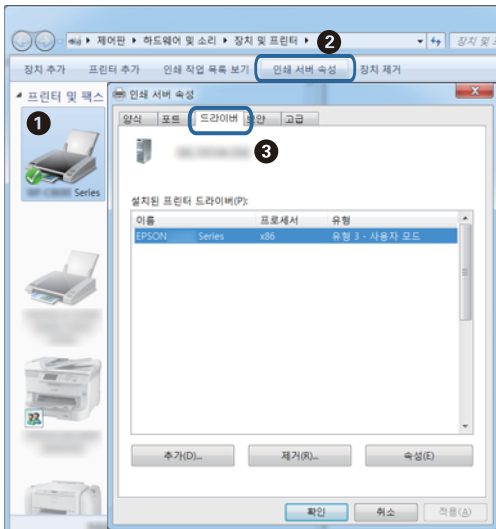 ▸ 제어판 ▸ 하드웨어 및 소리 ▸ 장치 및 프린터 ▸ 2
장치 추가 프린터 추가 인쇄 작업 목록 보기 인쇄 서버 속성 장치 제거
프린터 및 팩스
1
Series
인쇄 서버 속성
양식 포트 드라이버 보안 고급
3
설치된 프린터 드라이버(P):
이름 프로세서 유형
EPSON Series x86 유형 3 - 사용자 모드
추가(D)... 제거(R)... 속성(E)
확인 취소 적용(A)